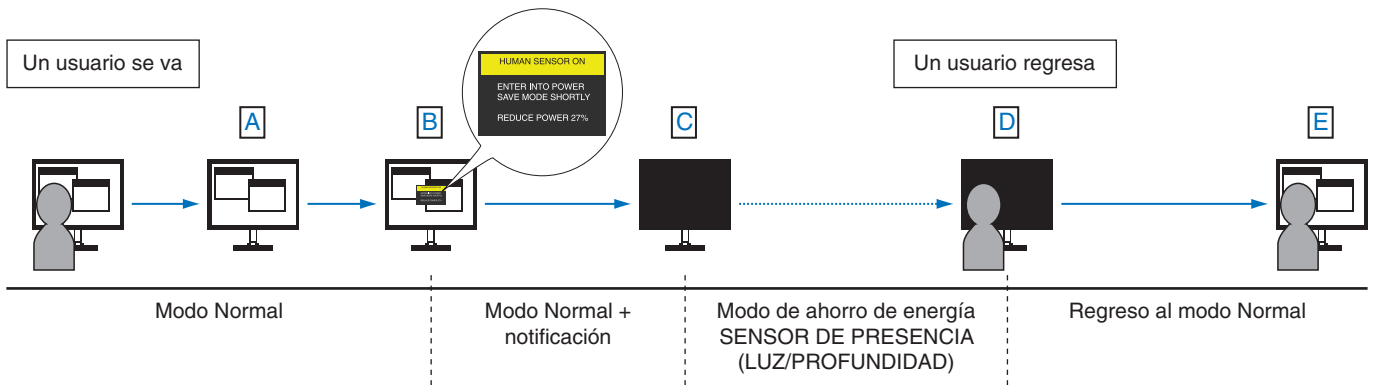 Un usuario se va
HUMAN SENSOR ON
ENTER INTO POWER
SAVE MODE SHORTLY
REDUCE POWER 27%
Un usuario regresa
A
B
C
D
E
Modo Normal
Modo Normal +
notificación
Modo de ahorro de energía
SENSOR DE PRESENCIA
(LUZ/PROFUNDIDAD)
Regreso al modo Normal